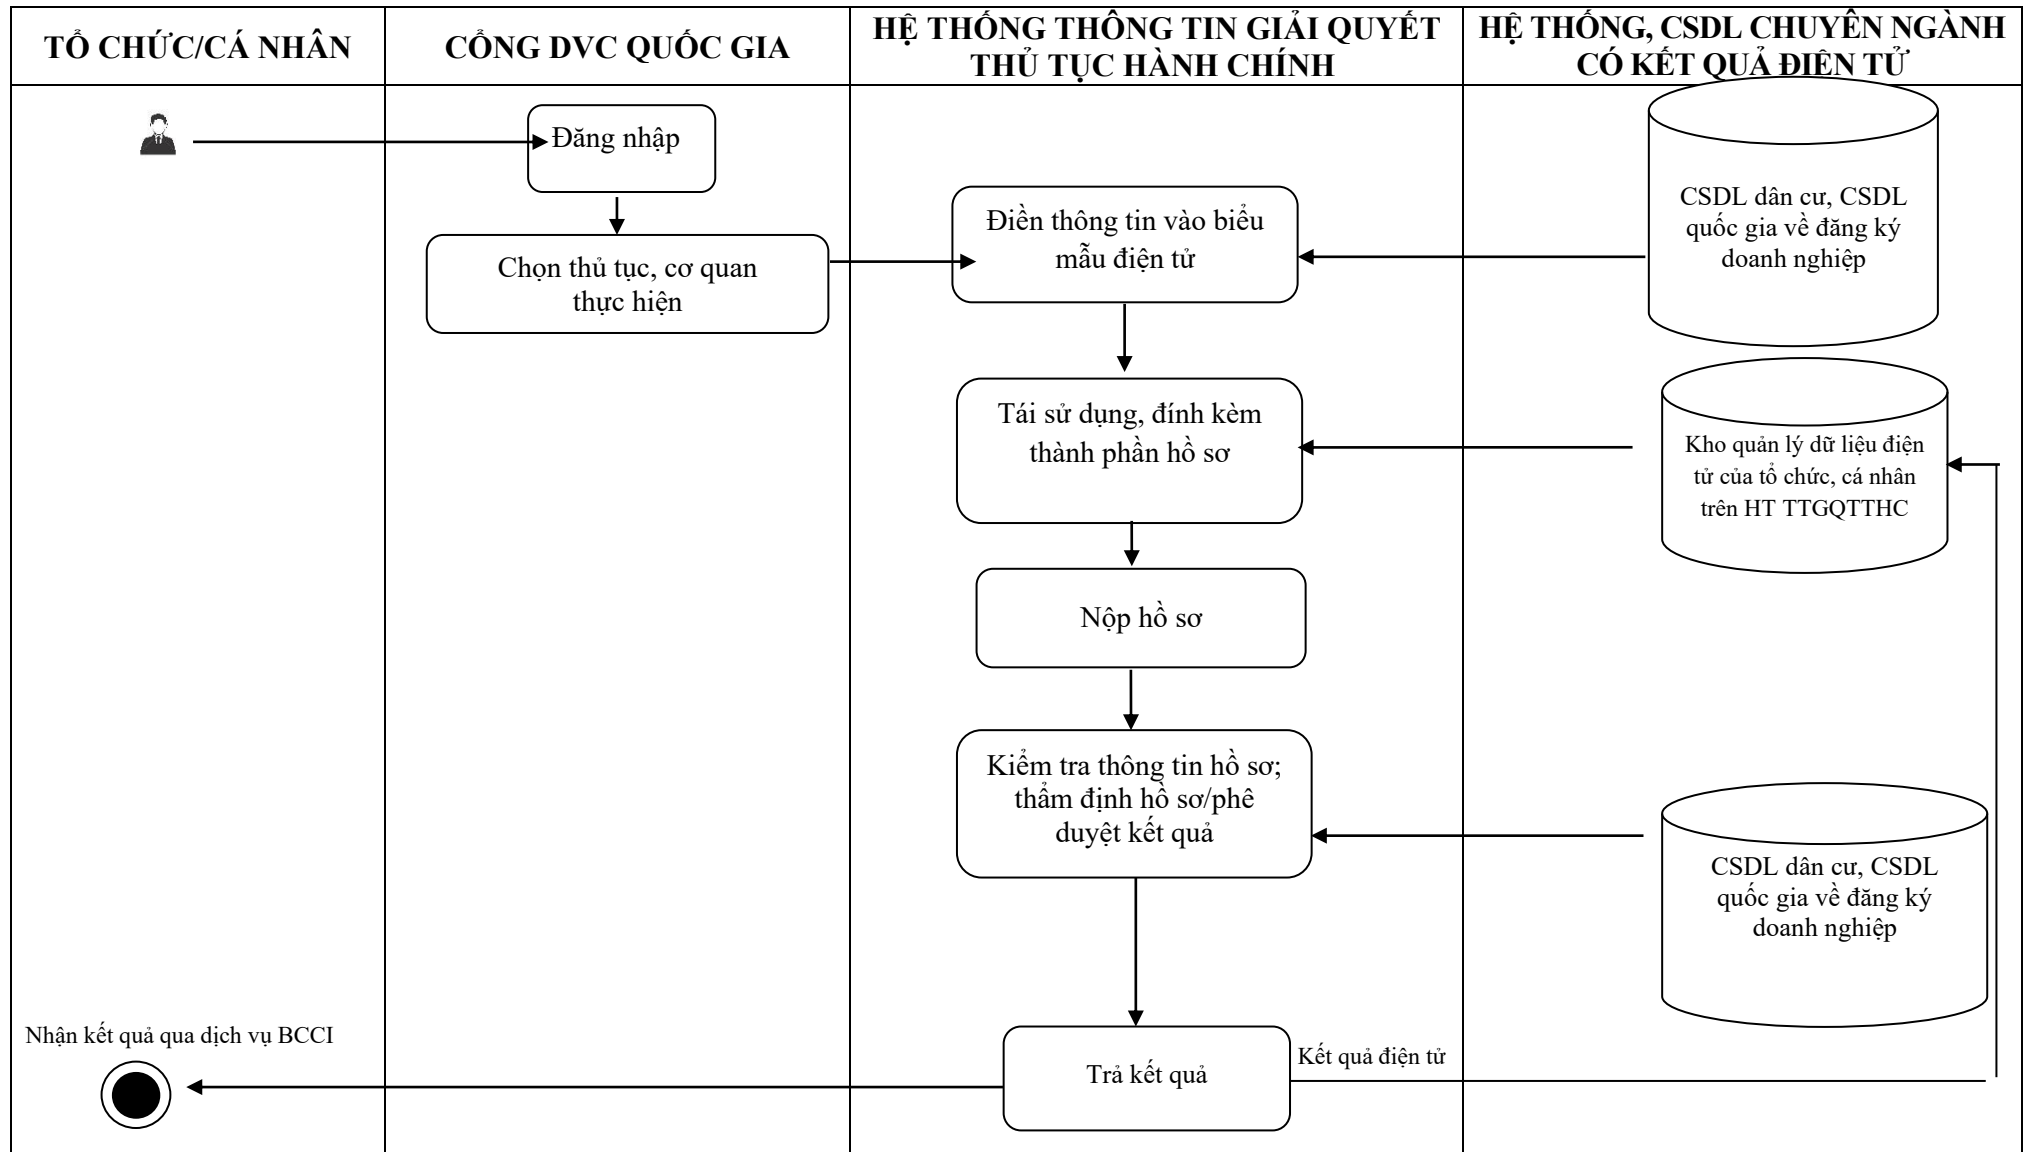 TỔ CHỨC/CÁ NHÂN
CỔNG DVC QUỐC GIA
HỆ THỐNG THÔNG TIN GIẢI QUYẾT
THỦ TỤC HÀNH CHÍNH
HỆ THỐNG, CSDL CHUYÊN NGÀNH
CÓ KẾT QUẢ ĐIỆN TỬ
Đăng nhập
Chọn thủ tục, cơ quan
thực hiện
Điền thông tin vào biểu
mẫu điện tử
CSDL dân cư, CSDL
quốc gia về đăng ký
doanh nghiệp
Tái sử dụng, đính kèm
thành phần hồ sơ
Kho quản lý dữ liệu điện
tử của tổ chức, cá nhân
trên HT TTGQTTHC
Nộp hồ sơ
Kiểm tra thông tin hồ sơ;
thẩm định hồ sơ/phê
duyệt kết quả
CSDL dân cư, CSDL
quốc gia về đăng ký
doanh nghiệp
Nhận kết quả qua dịch vụ BCCI
Trả kết quả
Kết quả điện tử